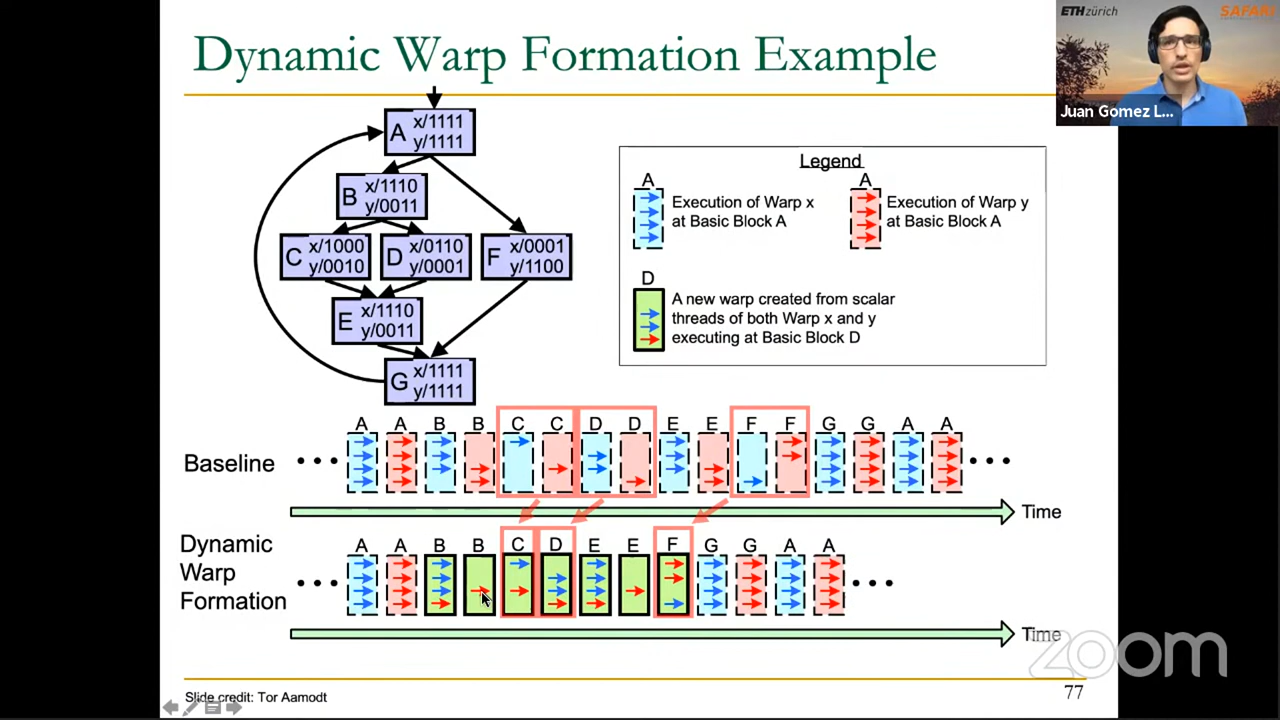 Dynamic Warp Formation Example
ETH zürich
SAFARI
Juan Gomez L...
A x/1111
y/1111
B x/1110
y/0011
C x/1000
y/0010
D x/0110
y/0001
F x/0001
y/1100
E x/1110
y/0011
G x/1111
y/1111
Legend
A
Execution of Warp x
at Basic Block A
A
Execution of Warp y
at Basic Block A
D
A new warp created from scalar
threads of both Warp x and y
executing at Basic Block D
A A B B C C D D E E F F G G A A
Baseline
Time
Dynamic
Warp
Formation
A A B B C D E E F G G A A
Time
zoom
Slide credit: Tor Aamodt
77